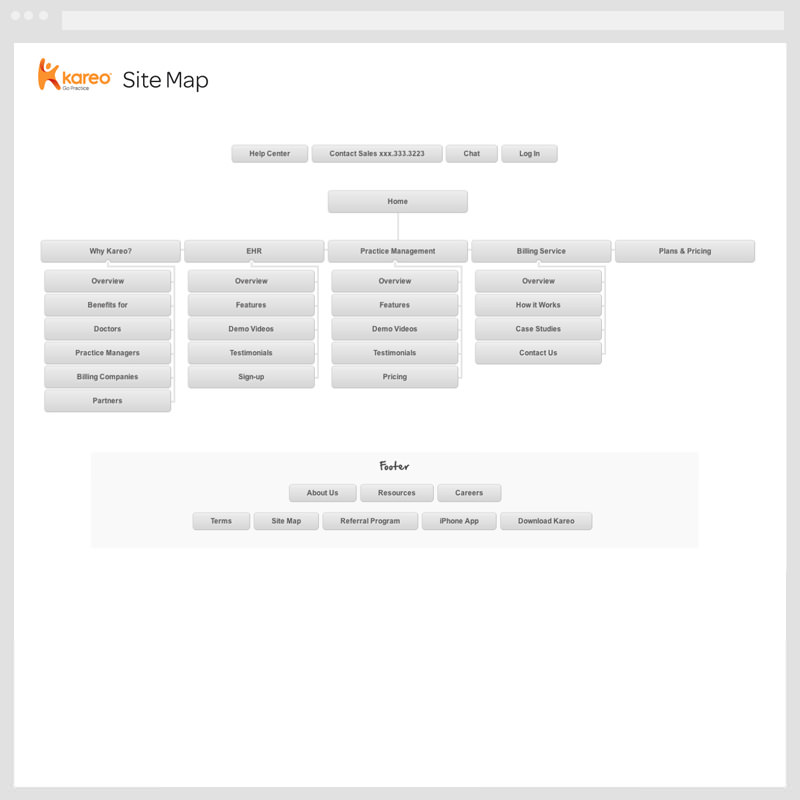 kareo
Go Practice
Site Map
Help Center Contact Sales xxx.333.3223 Chat Log In
Home
Why Kareo? EHR Practice Management Billing Service Plans & Pricing
Overview Overview Overview Overview
Benefits for Features Features How it Works
Doctors Demo Videos Demo Videos Case Studies
Practice Managers Testimonials Testimonials Contact Us
Billing Companies Sign-up Pricing
Partners
Footer
About Us Resources Careers
Terms Site Map Referral Program iPhone App Download Kareo